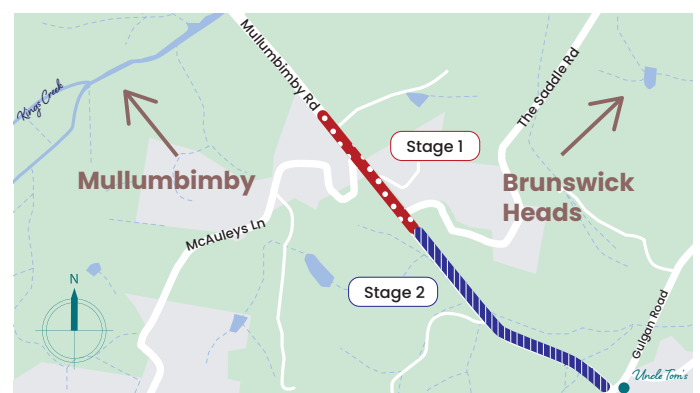 Mullumbimby Rd
The Saddle Rd
Kings Creek
Stage 1
Mullumbimby
Brunswick
Heads
McAuleys Ln
N
Stage 2
Gulgan Road
Uncle Tom's